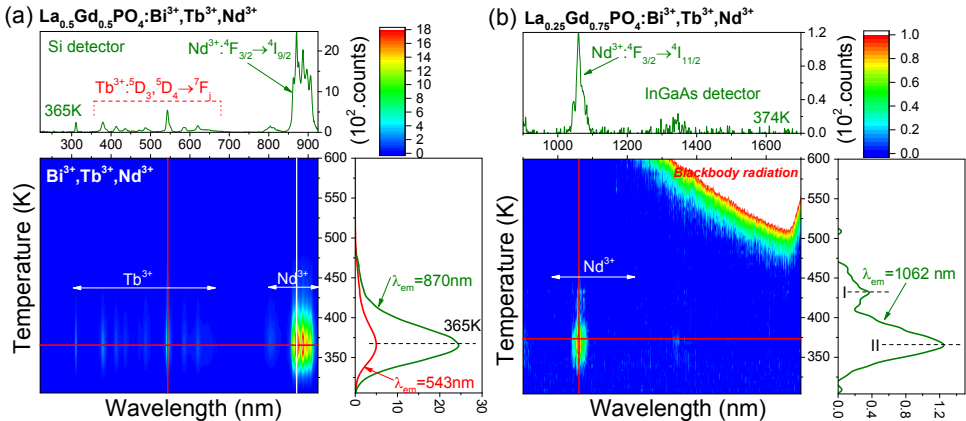 (a) La0.5Gd0.5PO4:Bi3+,Tb3+,Nd3+
Si detector
Nd3+:4F3/2→4I9/2
Tb3+:5D3,5D4→7Fj
365K
20
10
0
200 300 400 500 600 700 800 900
18
16
14
12
10
8
6
4
2
0
(10².counts)
Bi3+,Tb3+,Nd3+
Tb3+
Nd3+
Temperature (K)
600
550
500
450
400
350
Wavelength (nm)
λem=870nm
365K
λem=543nm
0 10 20 30
(b) La0.25Gd0.75PO4:Bi3+,Tb3+,Nd3+
Nd3+:4F3/2→4I11/2
InGaAs detector
374K
1.2
0.8
0.4
0.0
1000 1200 1400 1600
1.0
0.8
0.6
0.4
0.2
0.0
(10².counts)
Blackbody radiation
Nd3+
Temperature (K)
600
550
500
450
400
350
Wavelength (nm)
λem=1062 nm
I
II
0.0 0.4 0.8 1.2